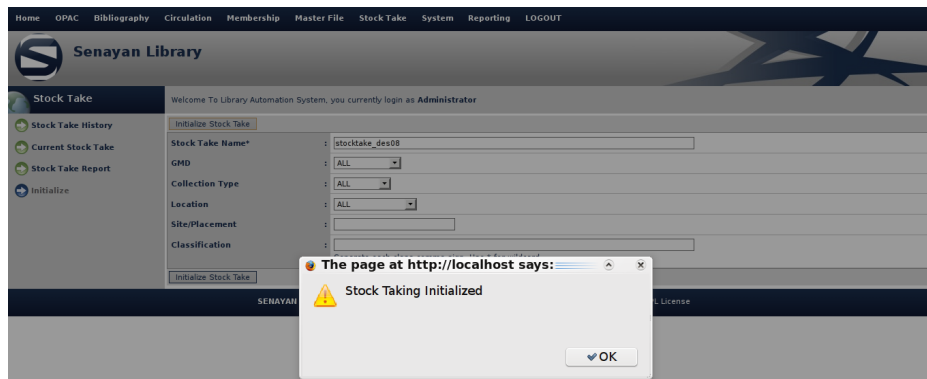 Home OPAC Bibliography Circulation Membership Master File Stock Take System Reporting LOGOUT
Senayan Library
Stock Take
Welcome To Library Automation System, you currently login as Administrator
Stock Take History
Current Stock Take
Stock Take Report
Initialize
Initialize Stock Take
Stock Take Name* : stocktake_des08
GMD : ALL
Collection Type : ALL
Location : ALL
Site/Placement :
Classification :
Initialize Stock Take
SENAYAN
License
The page at http://localhost says:
Stock Taking Initialized
OK